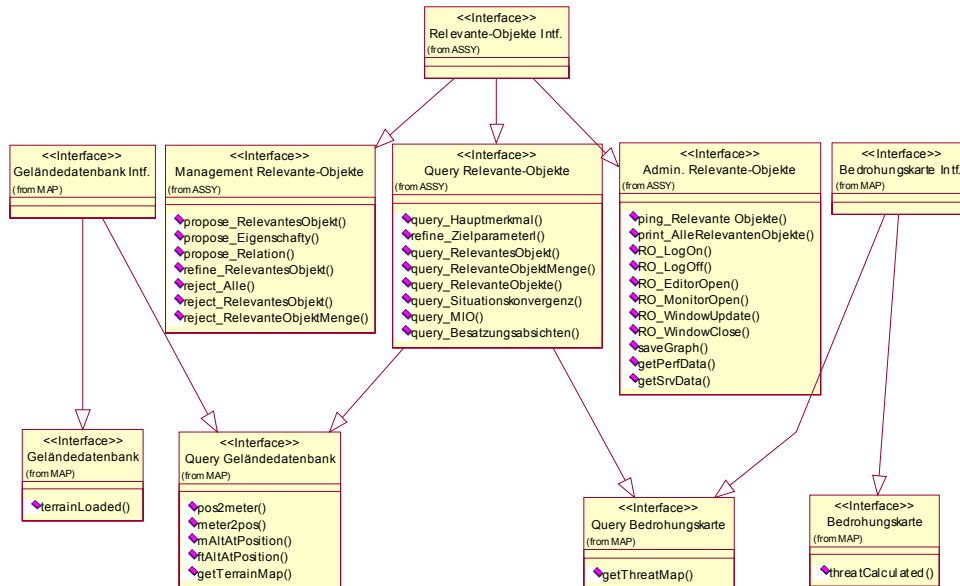 <<Interface>>
Relevante-Objekte Intf.
(from ASSY)
<<Interface>>
Geländedatenbank Intf.
(from MAP)
<<Interface>>
Management Relevante-Objekte
(from ASSY)
propose_RelevantesObjekt()
propose_Eigenschafty()
propose_Relation()
refine_RelevantesObjekt()
reject_Alle()
reject_RelevantesObjekt()
reject_RelevanteObjektMenge()
<<Interface>>
Query Relevante-Objekte
(from ASSY)
query_Hauptmerkmal()
refine_Zielparameterl()
query_RelevantesObjekt()
query_RelevanteObjektMenge()
query_RelevanteObjekte()
query_Situationskonvergenz()
query_MIO()
query_Besatzungsabsichten()
<<Interface>>
Admin. Relevante-Objekte
(from ASSY)
ping_Relevante Objekte()
print_AlleRelevantenObjekte()
RO_LogOn()
RO_LogOff()
RO_EditorOpen()
RO_MonitorOpen()
RO_WindowUpdate()
RO_WindowClose()
saveGraph()
getPerfData()
getSrvData()
<<Interface>>
Bedrohungskarte Intf.
(from MAP)
<<Interface>>
Geländedatenbank
(from MAP)
terrainLoaded()
<<Interface>>
Query Geländedatenbank
(from MAP)
pos2meter()
meter2pos()
mAltAtPosition()
ftAltAtPosition()
getTerrainMap()
<<Interface>>
Query Bedrohungskarte
(from MAP)
getThreatMap()
<<Interface>>
Bedrohungskarte
(from MAP)
threatCalculated()